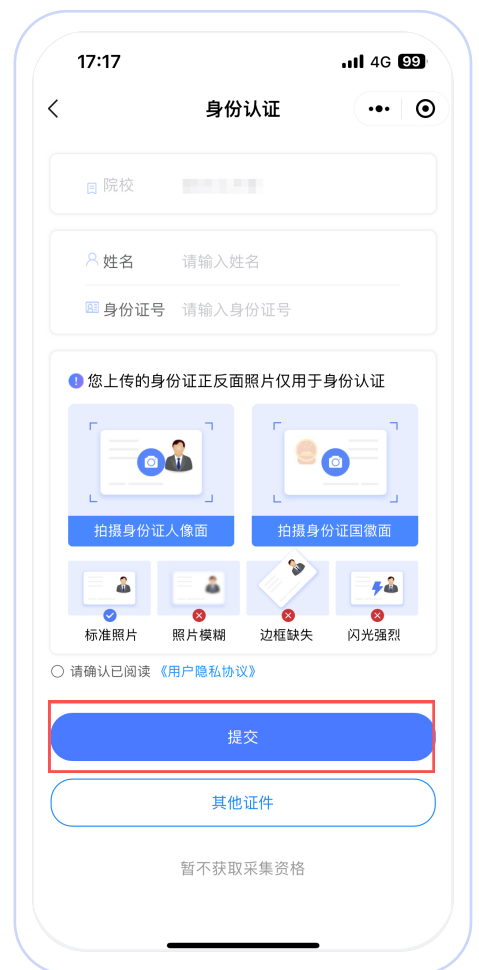 17:17
4G 99
身份认证
院校
姓名 请输入姓名
身份证号 请输入身份证号
您上传的身份证正反面照片仅用于身份认证
拍摄身份证人像面 拍摄身份证国徽面
标准照片 照片模糊 边框缺失 闪光强烈
请确认已阅读 《用户隐私协议》
提交
其他证件
暂不获取采集资格